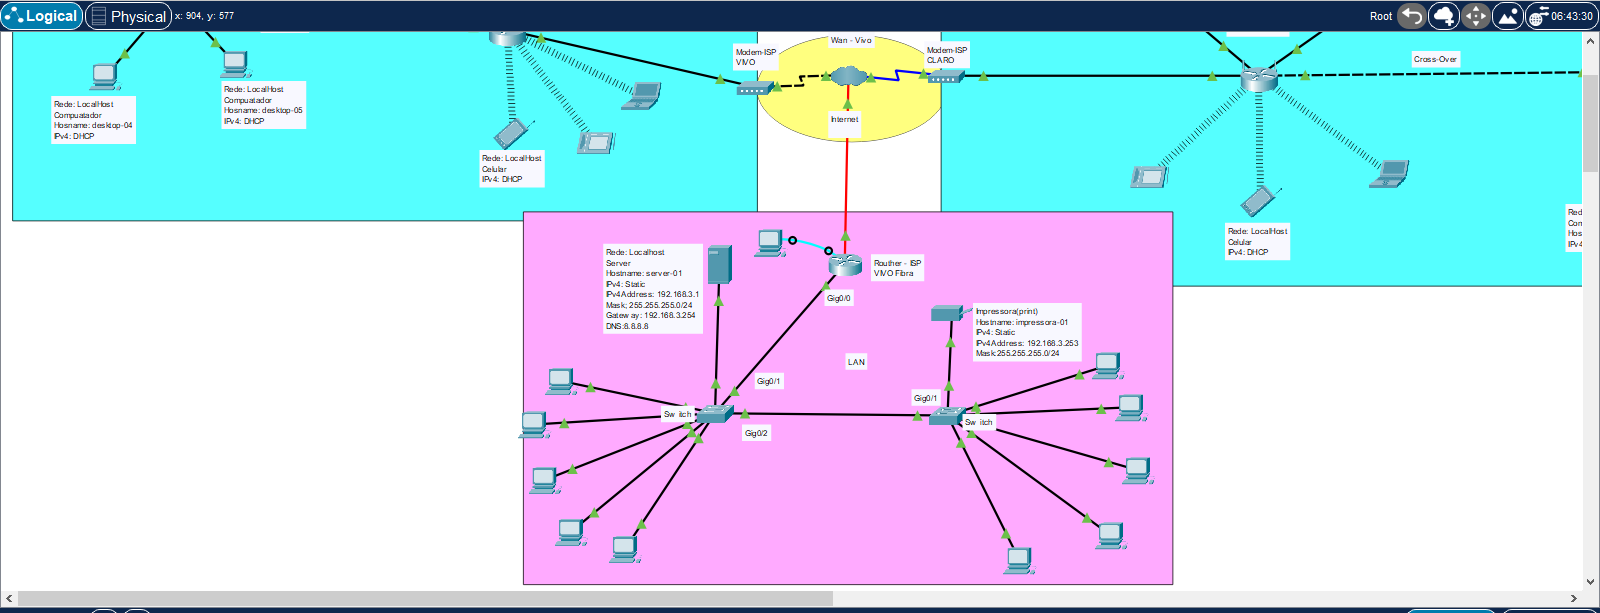 Logical
Physical
x: 904, y: 577
Root
06:43:30
Wan - Vivo
Modem-ISP
VIVO
Modem-ISP
CLARO
Cross-Over
Rede: LocalHost
Compuatador
Hostname: desktop-04
IPv4: DHCP
Rede: LocalHost
Compuatador
Hostname: desktop-05
IPv4: DHCP
Internet
Rede: LocalHost
Celular
IPv4: DHCP
Rede: LocalHost
Celular
IPv4: DHCP
Red
Com
Hos
IPv4
Rede: Localhost
Server
Hostname: server-01
IPv4: Static
IPv4Address: 192.168.3.1
Mask; 255.255.255.0/24
Gateway: 192.168.3.254
DNS:8.8.8.8
Routher - ISP
VIVO Fibra
Gig0/0
Impressora(print)
Hostname: impressora-01
IPv4: Static
IPv4Address: 192.168.3.253
Mask:255.255.255.0/24
LAN
Gig0/1
Gig0/1
Switch
Switch
Gig0/2